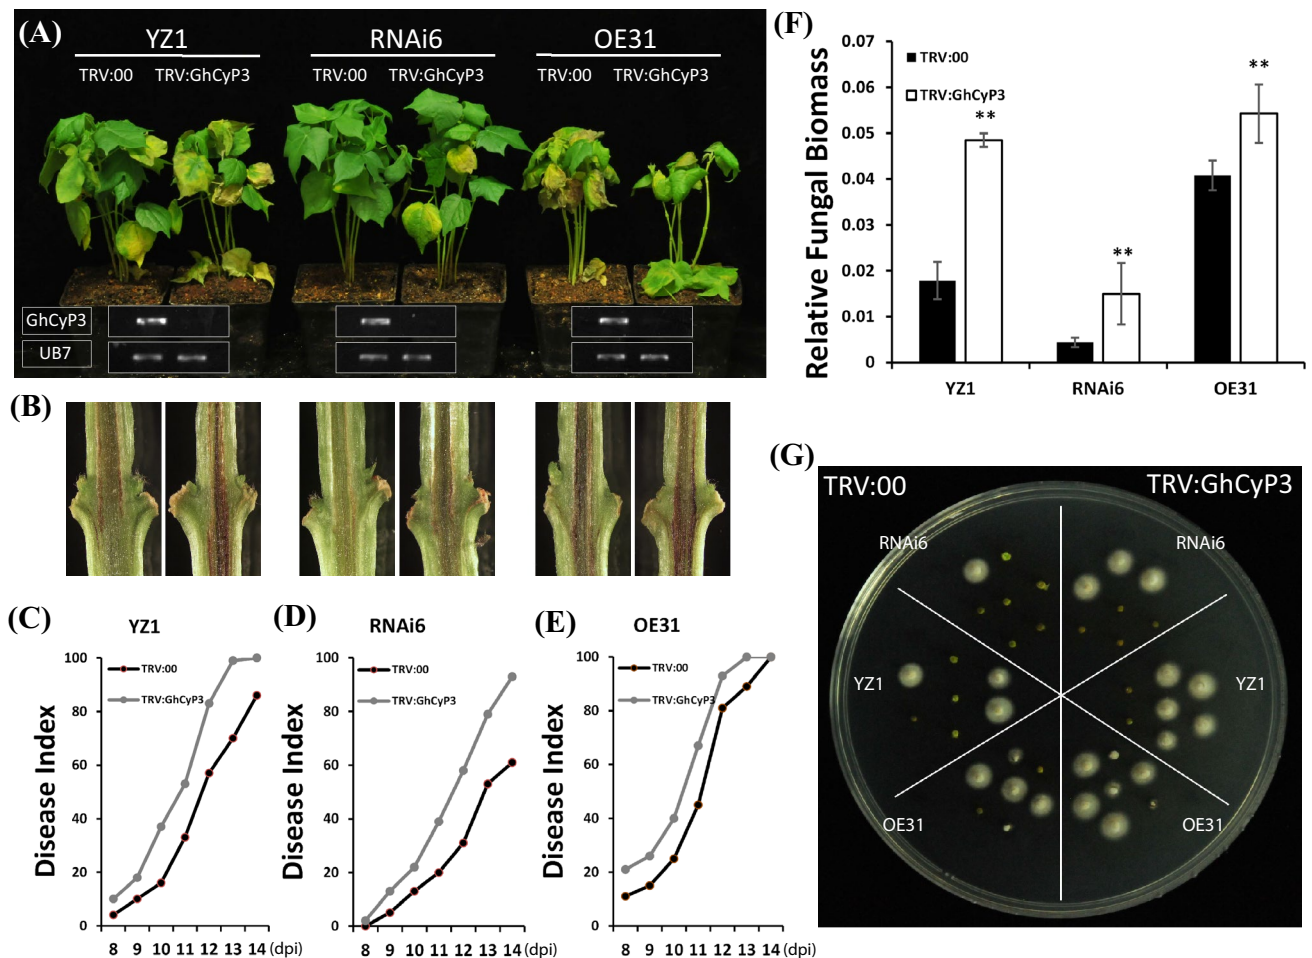 (A)
YZ1 RNAi6 OE31
TRV:00 TRV:GhCyP3 TRV:00 TRV:GhCyP3 TRV:00 TRV:GhCyP3
GhCyP3
UB7
(B)
(C)
YZ1
TRV:00
TRV:GhCyP3
Disease Index
100
80
60
40
20
0
8 9 10 11 12 13 14 (dpi)
(D)
RNAi6
TRV:00
TRV:GhCyP3
Disease Index
100
80
60
40
20
0
8 9 10 11 12 13 14 (dpi)
(E)
OE31
TRV:00
TRV:GhCyP3
Disease Index
100
80
60
40
20
0
8 9 10 11 12 13 14 (dpi)
(F)
Relative Fungal Biomass
0.07
0.06
0.05
0.04
0.03
0.02
0.01
0
TRV:00
TRV:GhCyP3
**
**
**
YZ1 RNAi6 OE31
(G)
TRV:00 TRV:GhCyP3
RNAi6 RNAi6
YZ1 YZ1
OE31 OE31